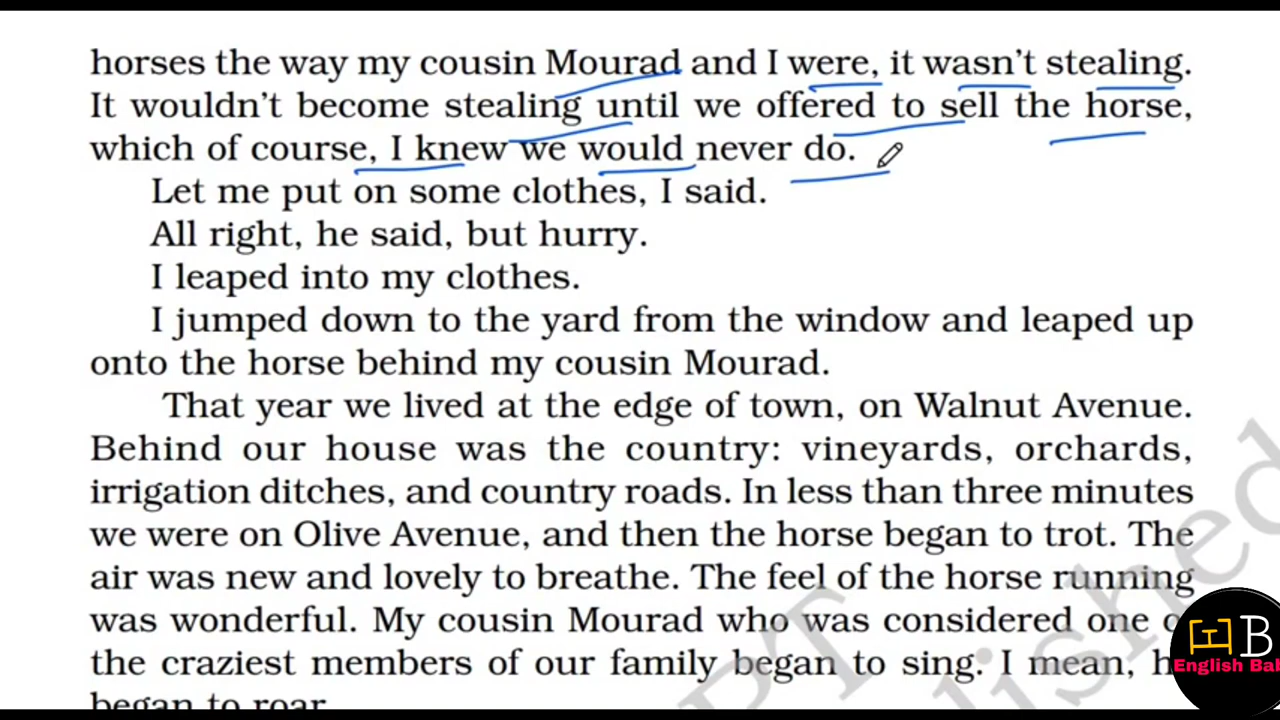 horses the way my cousin Mourad and I were, it wasn't stealing.
It wouldn't become stealing until we offered to sell the horse,
which of course, I knew we would never do.
Let me put on some clothes, I said.
All right, he said, but hurry.
I leaped into my clothes.
I jumped down to the yard from the window and leaped up
onto the horse behind my cousin Mourad.
That year we lived at the edge of town, on Walnut Avenue.
Behind our house was the country: vineyards, orchards,
irrigation ditches, and country roads. In less than three minutes
we were on Olive Avenue, and then the horse began to trot. The
air was new and lovely to breathe. The feel of the horse running
was wonderful. My cousin Mourad who was considered one
the craziest members of our family began to sing. I mean,
began to roar.
B
English